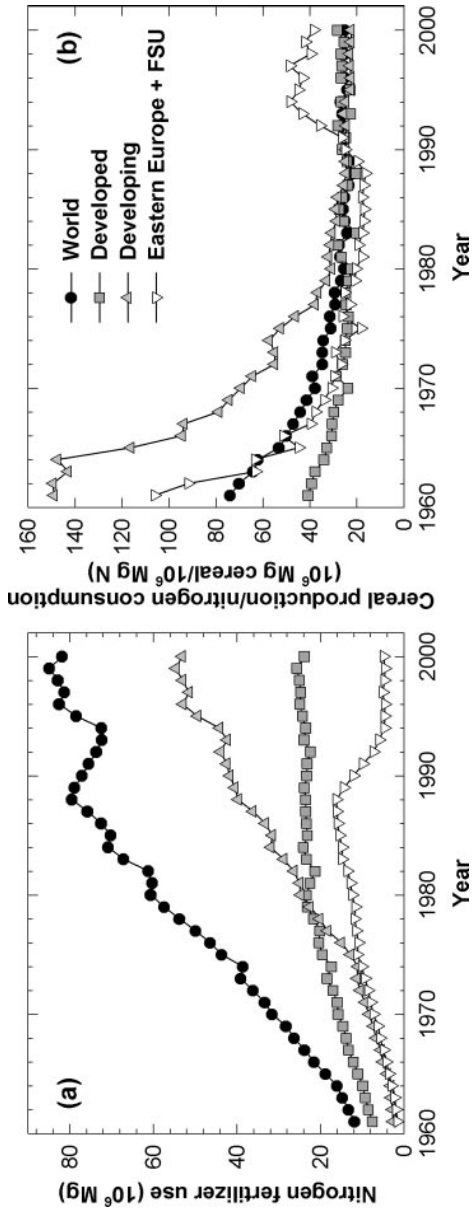 (a)
Nitrogen fertilizer use (10⁶ Mg)
80
60
40
20
0
1960
1970
1980
1990
2000
Year
(b)
World
Developed
Developing
Eastern Europe + FSU
Cereal production/nitrogen consumption
(10⁶ Mg cereal/10⁶ Mg N)
160
140
120
100
80
60
40
20
0
1960
1970
1980
1990
2000
Year